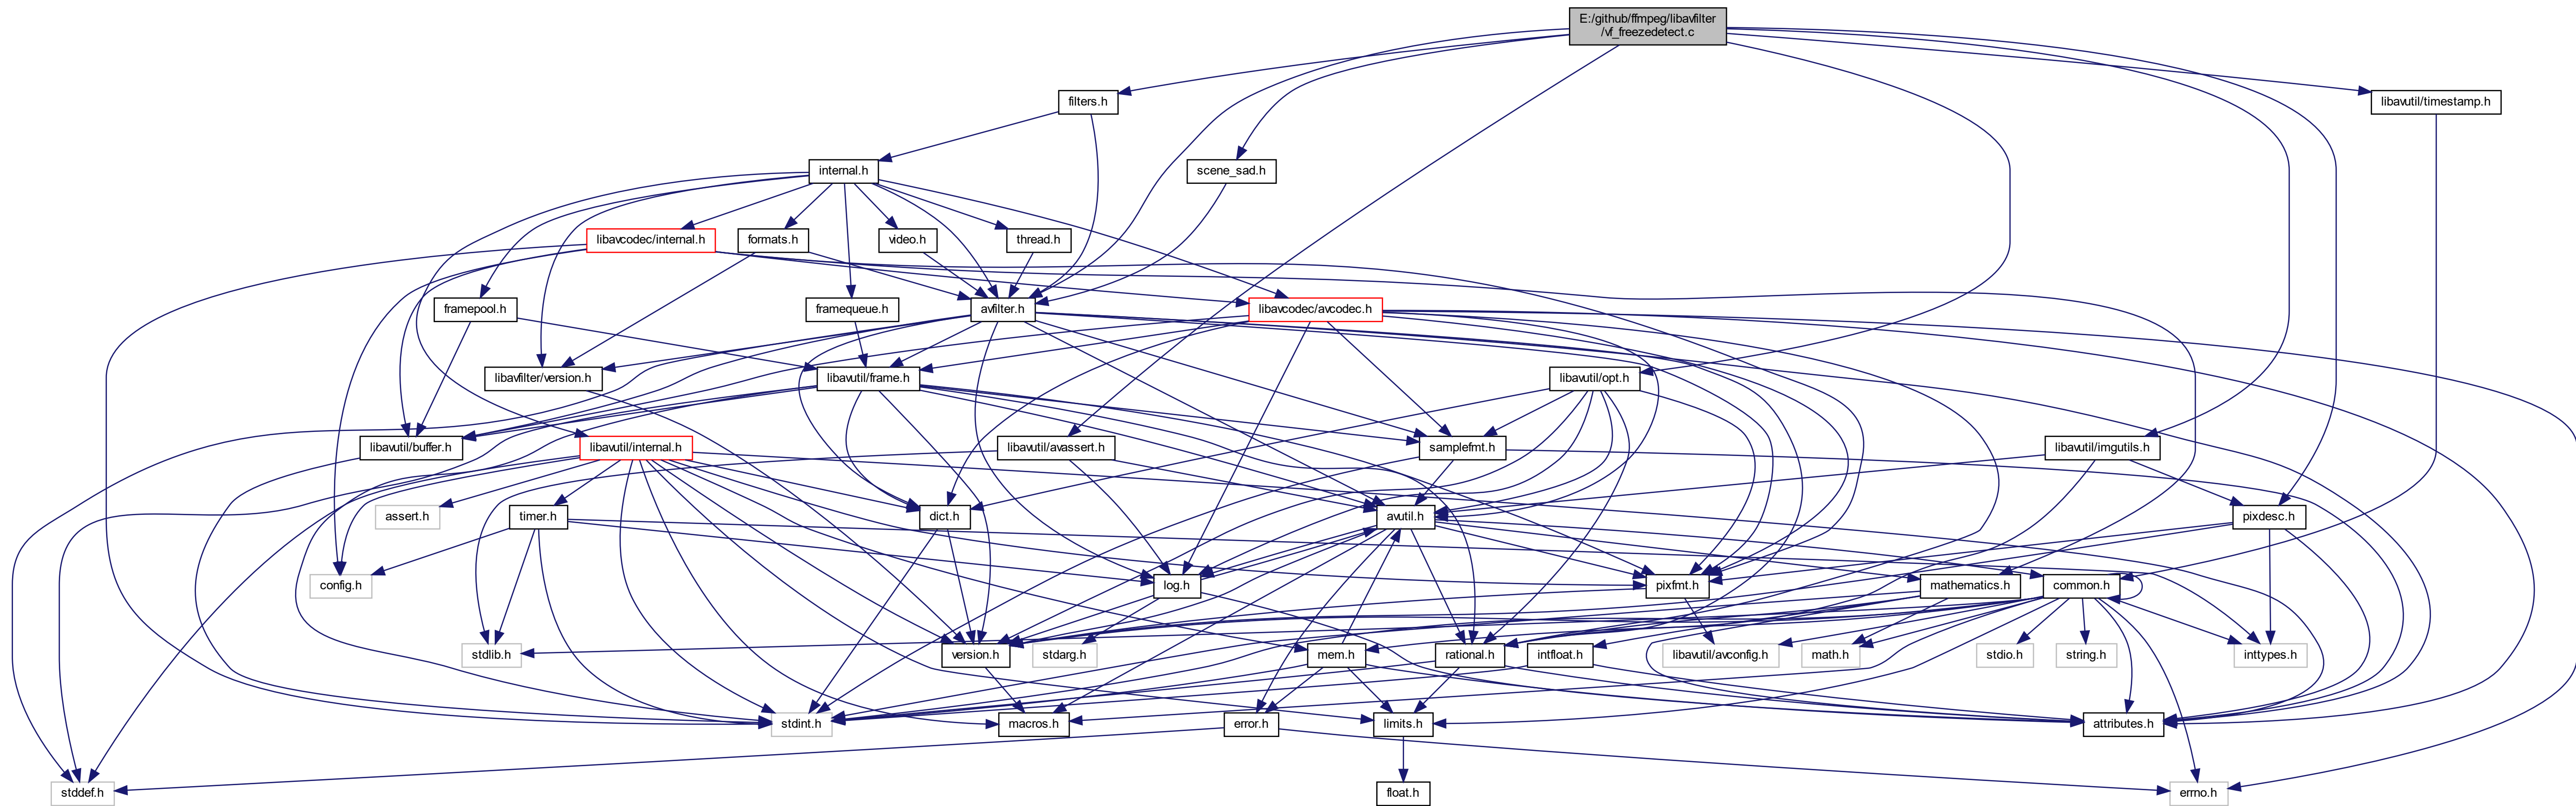 E:/github/ffmpeg/libavfilter
/vf_freezedetect.c
filters.h
libavutil/timestamp.h
internal.h
scene_sad.h
libavcodec/internal.h
formats.h
video.h
thread.h
framepool.h
framequeue.h
avfilter.h
libavcodec/avcodec.h
libavfilter/version.h
libavutil/frame.h
libavutil/opt.h
libavutil/buffer.h
libavutil/internal.h
libavutil/avassert.h
samplefmt.h
libavutil/imgutils.h
assert.h
timer.h
dict.h
avutil.h
pixdesc.h
config.h
log.h
pixfmt.h
mathematics.h
common.h
stdlib.h
version.h
stdarg.h
mem.h
rational.h
intfloat.h
libavutil/avconfig.h
math.h
stdio.h
string.h
inttypes.h
stdint.h
macros.h
error.h
limits.h
attributes.h
stddef.h
float.h
errno.h